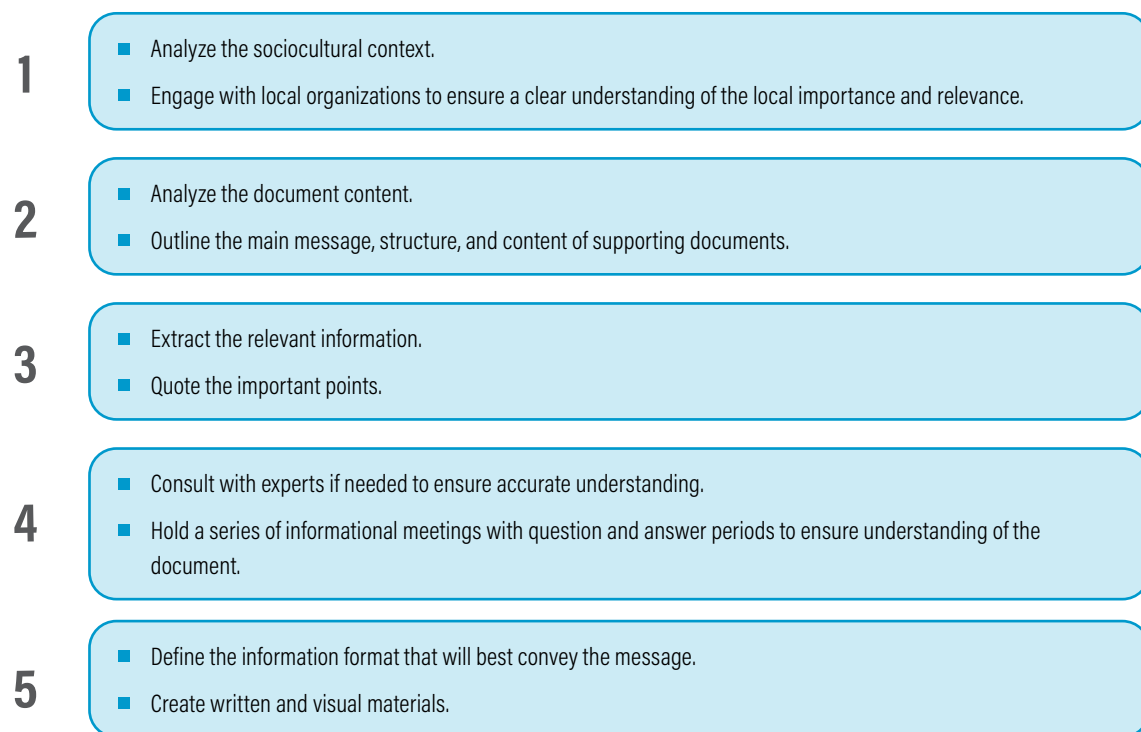 1
Analyze the sociocultural context.
Engage with local organizations to ensure a clear understanding of the local importance and relevance.
2
Analyze the document content.
Outline the main message, structure, and content of supporting documents.
3
Extract the relevant information.
Quote the important points.
4
Consult with experts if needed to ensure accurate understanding.
Hold a series of informational meetings with question and answer periods to ensure understanding of the
document.
5
Define the information format that will best convey the message.
Create written and visual materials.